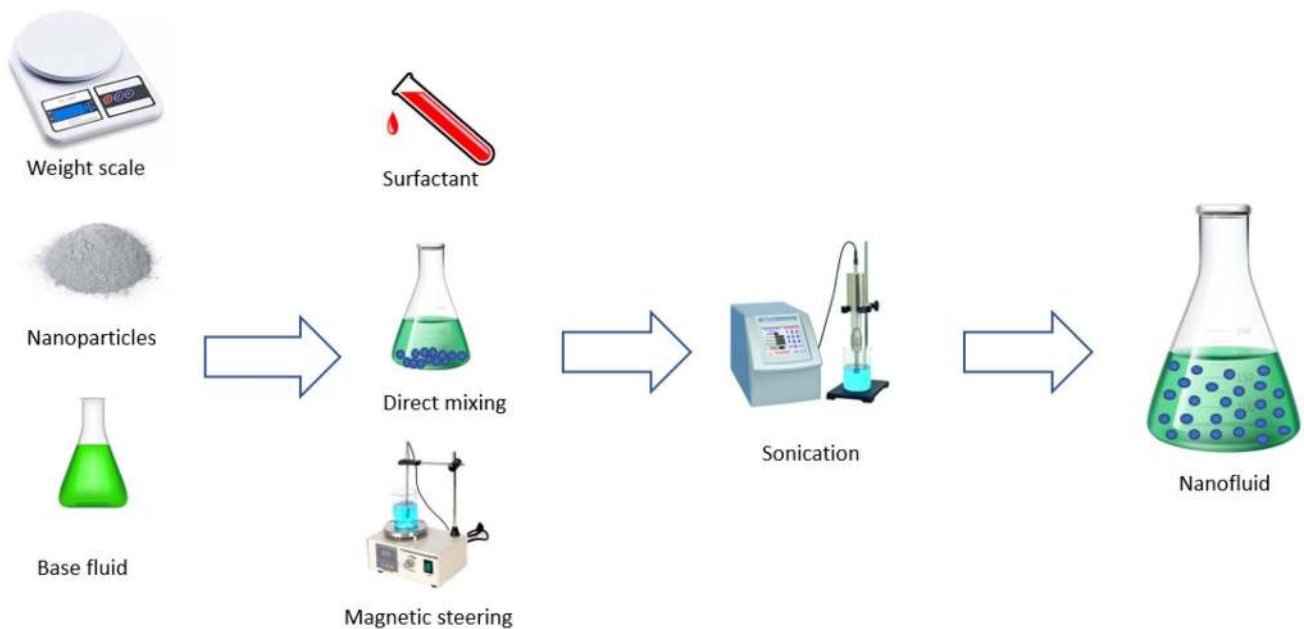 Weight scale
Nanoparticles
Base fluid
Surfactant
Direct mixing
Magnetic steering
Sonication
Nanofluid